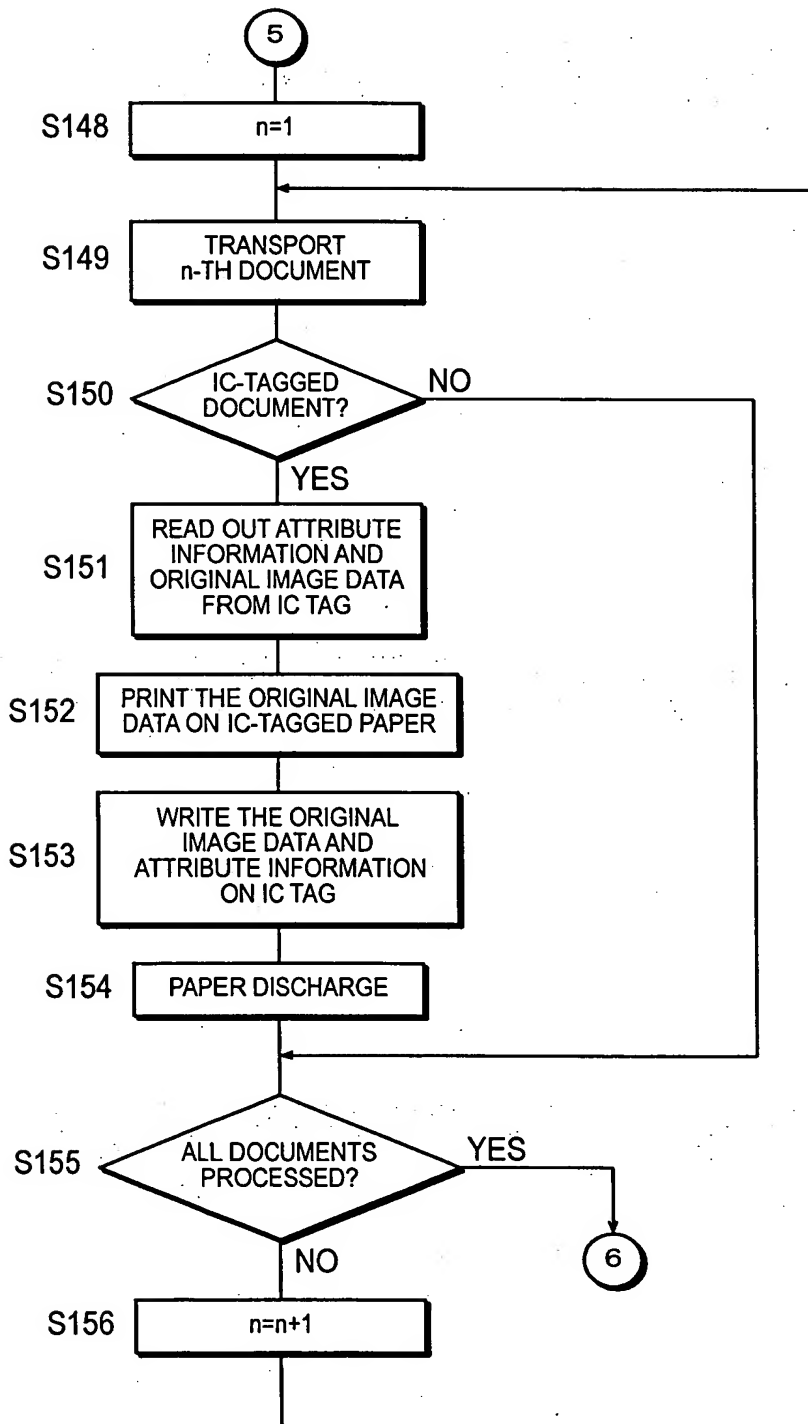 5
S148
n=1
S149
TRANSPORT
n-TH DOCUMENT
S150
IC-TAGGED
DOCUMENT?
NO
YES
S151
READ OUT ATTRIBUTE
INFORMATION AND
ORIGINAL IMAGE DATA
FROM IC TAG
S152
PRINT THE ORIGINAL IMAGE
DATA ON IC-TAGGED PAPER
S153
WRITE THE ORIGINAL
IMAGE DATA AND
ATTRIBUTE INFORMATION
ON IC TAG
S154
PAPER DISCHARGE
S155
ALL DOCUMENTS
PROCESSED?
YES
6
NO
S156
n=n+1